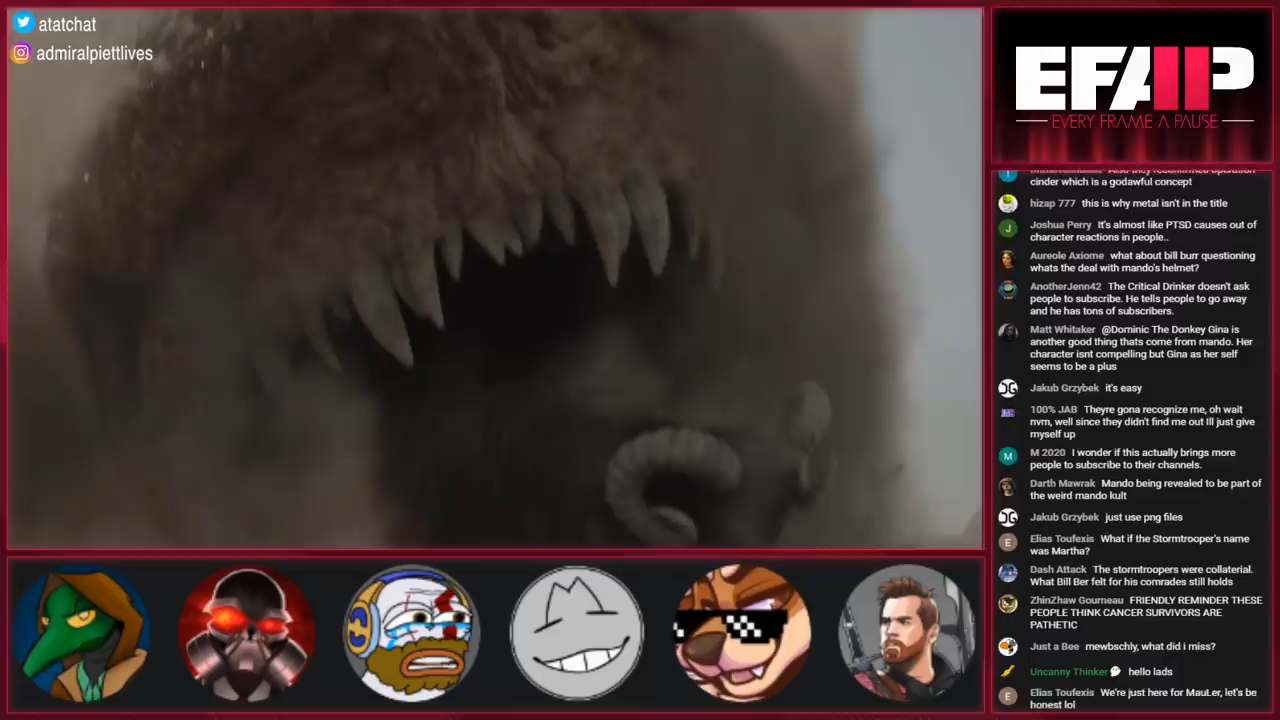 atatchat
admiralpiettlives
EFAP
EVERY FRAME A PAUSE
cinder which is a godawful concept
hizap 777 this is why metal isn't in the title
Joshua Perry It's almost like PTSD causes out of
character reactions in people..
Aureole Axiome what about bill burr questioning
whats the deal with mando's helmet?
AnotherJenn42 The Critical Drinker doesn't ask
people to subscribe. He tells people to go away
and he has tons of subscribers.
Matt Whitaker @Dominic The Donkey Gina is
another good thing thats come from mando. Her
character isnt compelling but Gina as her self
seems to be a plus
Jakub Grzybek it's easy
100% JAB Theyre gona recognize me, oh wait
nvm, well since they didn't find me out Ill just give
myself up
M 2020 I wonder if this actually brings more
people to subscribe to their channels.
Darth Mawrak Mando being revealed to be part of
the weird mando kult
Jakub Grzybek just use png files
Elias Toufexis What if the Stormtrooper's name
was Martha?
Dash Attack The stormtroopers were collaterial.
What Bill Ber felt for his comrades still holds
ZhinZhaw Gourneau FRIENDLY REMINDER THESE
PEOPLE THINK CANCER SURVIVORS ARE
PATHETIC
Just a Bee mewbschly, what did i miss?
Uncanny Thinker hello lads
Elias Toufexis We're just here for MauLer, let's be
honest lol